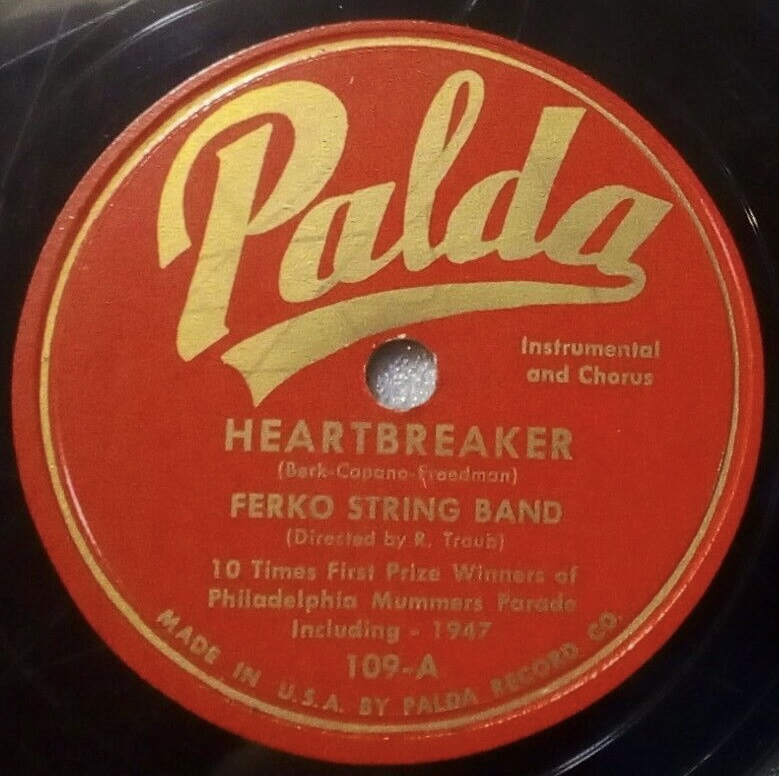 Palda
Instrumental
and Chorus
HEARTBREAKER
(Berk-Capano-Freedman)
FERKO STRING BAND
(Directed by R. Traub)
10 Times First Prize Winners of
Philadelphia Mummers Parade
Including - 1947
109-A
MADE IN U.S.A. BY PALDA RECORD CO.